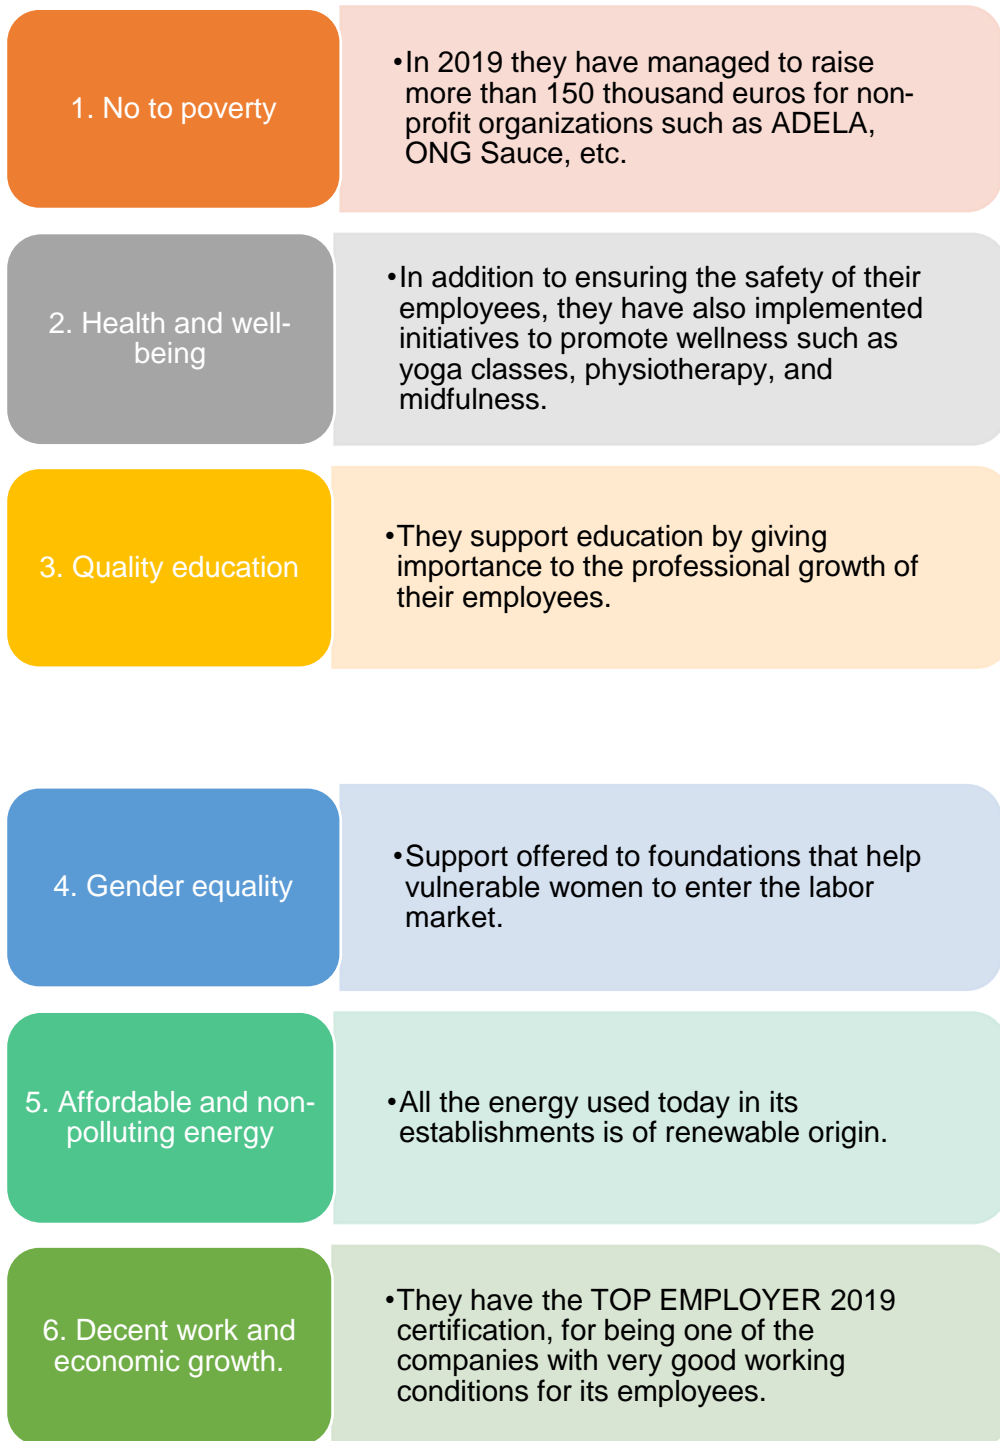 1. No to poverty
•In 2019 they have managed to raise
more than 150 thousand euros for non-
profit organizations such as ADELA,
ONG Sauce, etc.
2. Health and well-
being
•In addition to ensuring the safety of their
employees, they have also implemented
initiatives to promote wellness such as
yoga classes, physiotherapy, and
midfulness.
3. Quality education
•They support education by giving
importance to the professional growth of
their employees.
4. Gender equality
•Support offered to foundations that help
vulnerable women to enter the labor
market.
5. Affordable and non-
polluting energy
•All the energy used today in its
establishments is of renewable origin.
6. Decent work and
economic growth.
•They have the TOP EMPLOYER 2019
certification, for being one of the
companies with very good working
conditions for its employees.